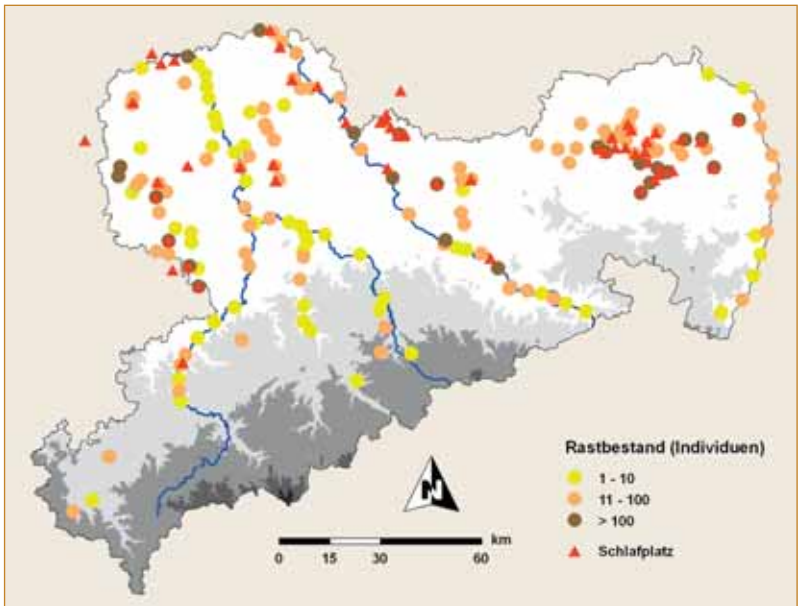 Rastbestand (Individuen)
1 - 10
11 - 100
> 100
Schlafplatz
N
km
0 15 30 60